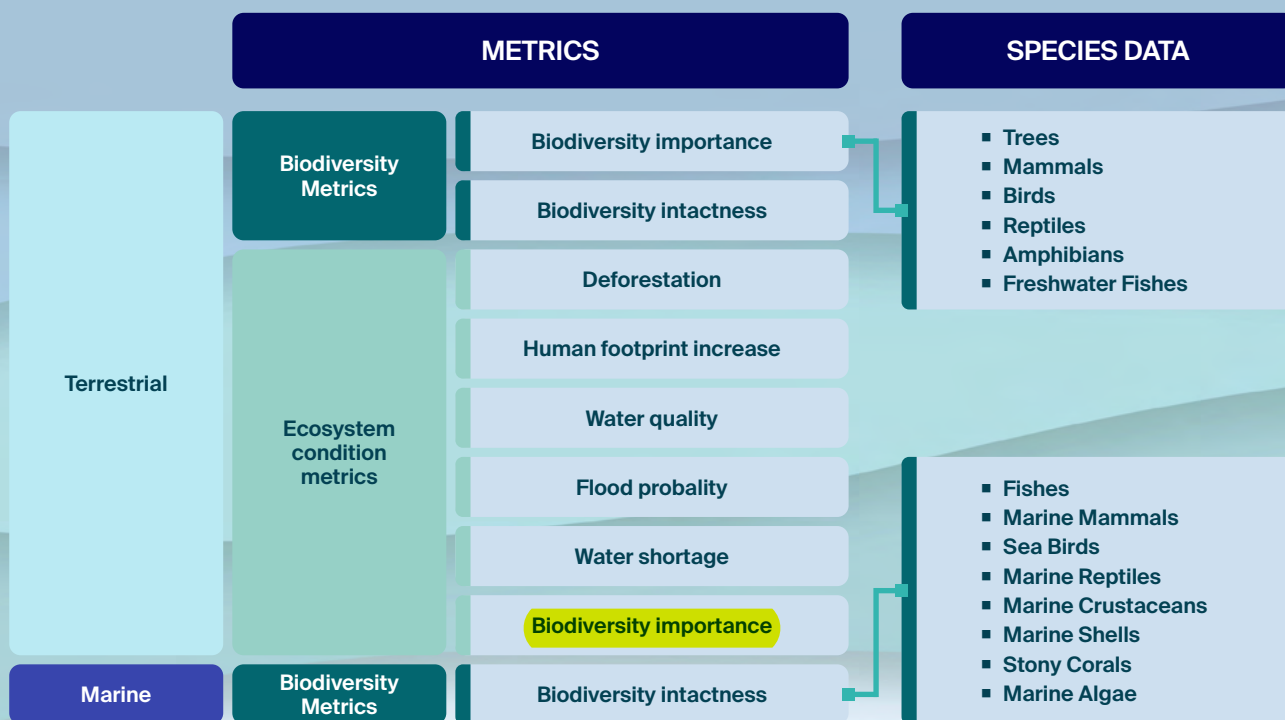 METRICS
SPECIES DATA
Terrestrial
Biodiversity
Metrics
Biodiversity importance
Biodiversity intactness
Ecosystem
condition
metrics
Deforestation
Human footprint increase
Water quality
Flood probality
Water shortage
Biodiversity importance
Marine
Biodiversity
Metrics
Biodiversity intactness
▪ Trees
▪ Mammals
▪ Birds
▪ Reptiles
▪ Amphibians
▪ Freshwater Fishes
▪ Fishes
▪ Marine Mammals
▪ Sea Birds
▪ Marine Reptiles
▪ Marine Crustaceans
▪ Marine Shells
▪ Stony Corals
▪ Marine Algae